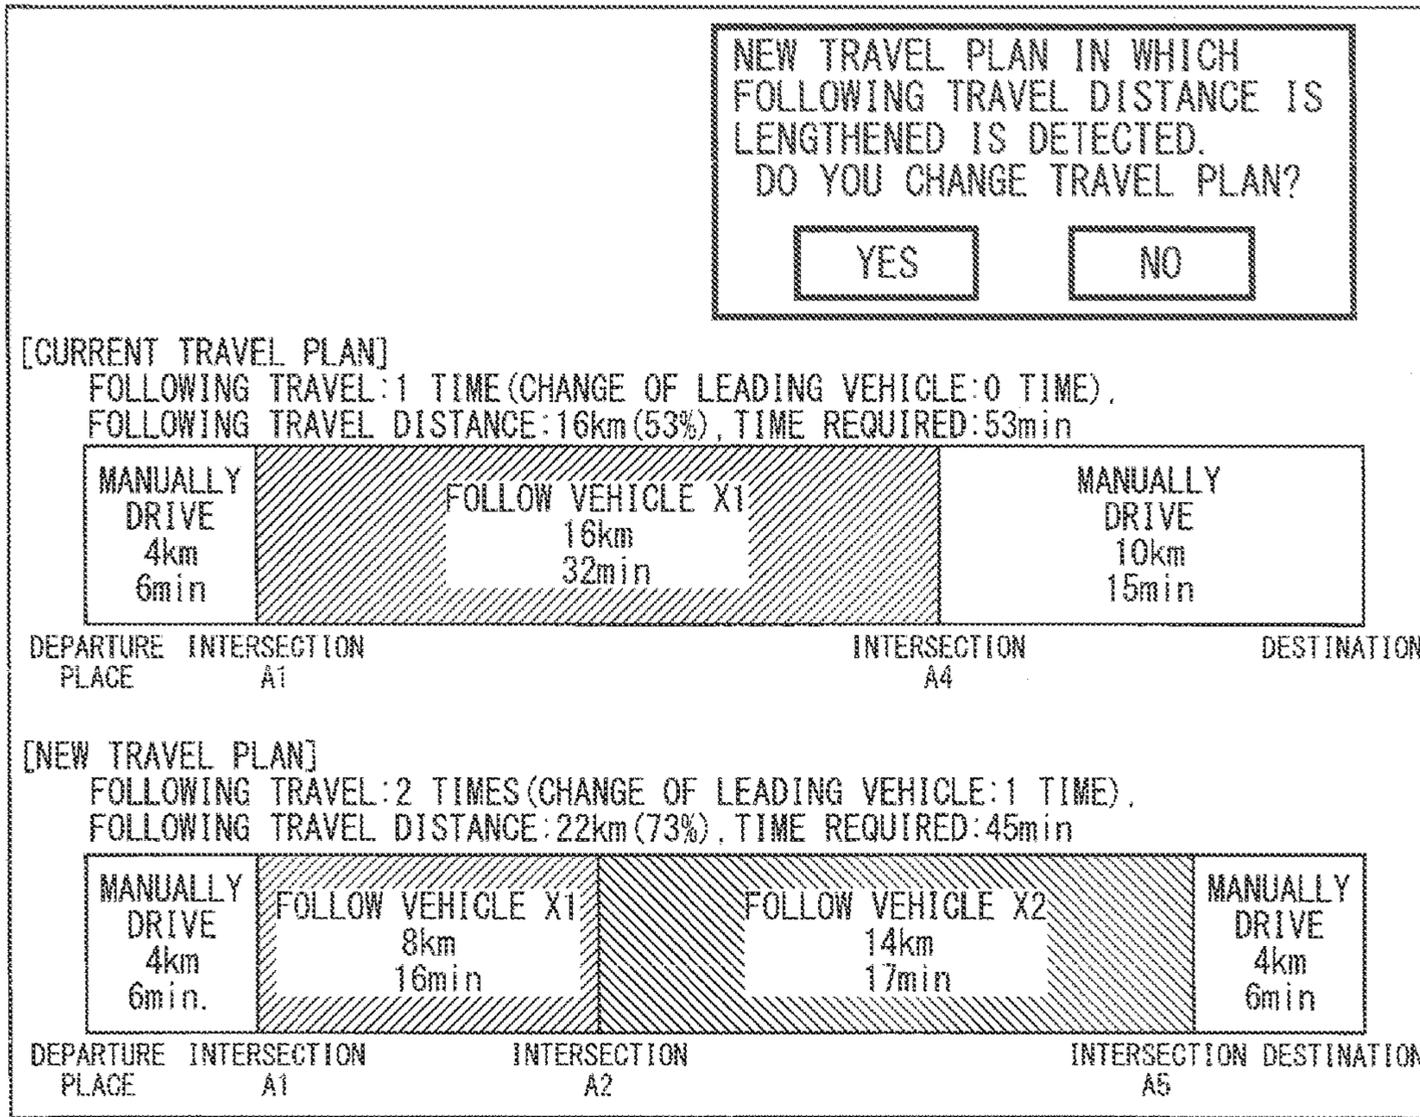 NEW TRAVEL PLAN IN WHICH
FOLLOWING TRAVEL DISTANCE IS
LENGTHENED IS DETECTED.
DO YOU CHANGE TRAVEL PLAN?
YES
NO
[CURRENT TRAVEL PLAN]
FOLLOWING TRAVEL:1 TIME(CHANGE OF LEADING VEHICLE:0 TIME),
FOLLOWING TRAVEL DISTANCE:16km(53%),TIME REQUIRED:53min
MANUALLY
DRIVE
4km
6min
FOLLOW VEHICLE X1
16km
32min
MANUALLY
DRIVE
10km
15min
DEPARTURE
PLACE
INTERSECTION
A1
INTERSECTION
A4
DESTINATION
[NEW TRAVEL PLAN]
FOLLOWING TRAVEL:2 TIMES(CHANGE OF LEADING VEHICLE:1 TIME),
FOLLOWING TRAVEL DISTANCE:22km(73%),TIME REQUIRED:45min
MANUALLY
DRIVE
4km
6min.
FOLLOW VEHICLE X1
8km
16min
FOLLOW VEHICLE X2
14km
17min
MANUALLY
DRIVE
4km
6min
DEPARTURE
PLACE
INTERSECTION
A1
INTERSECTION
A2
INTERSECTION
A5
DESTINATION